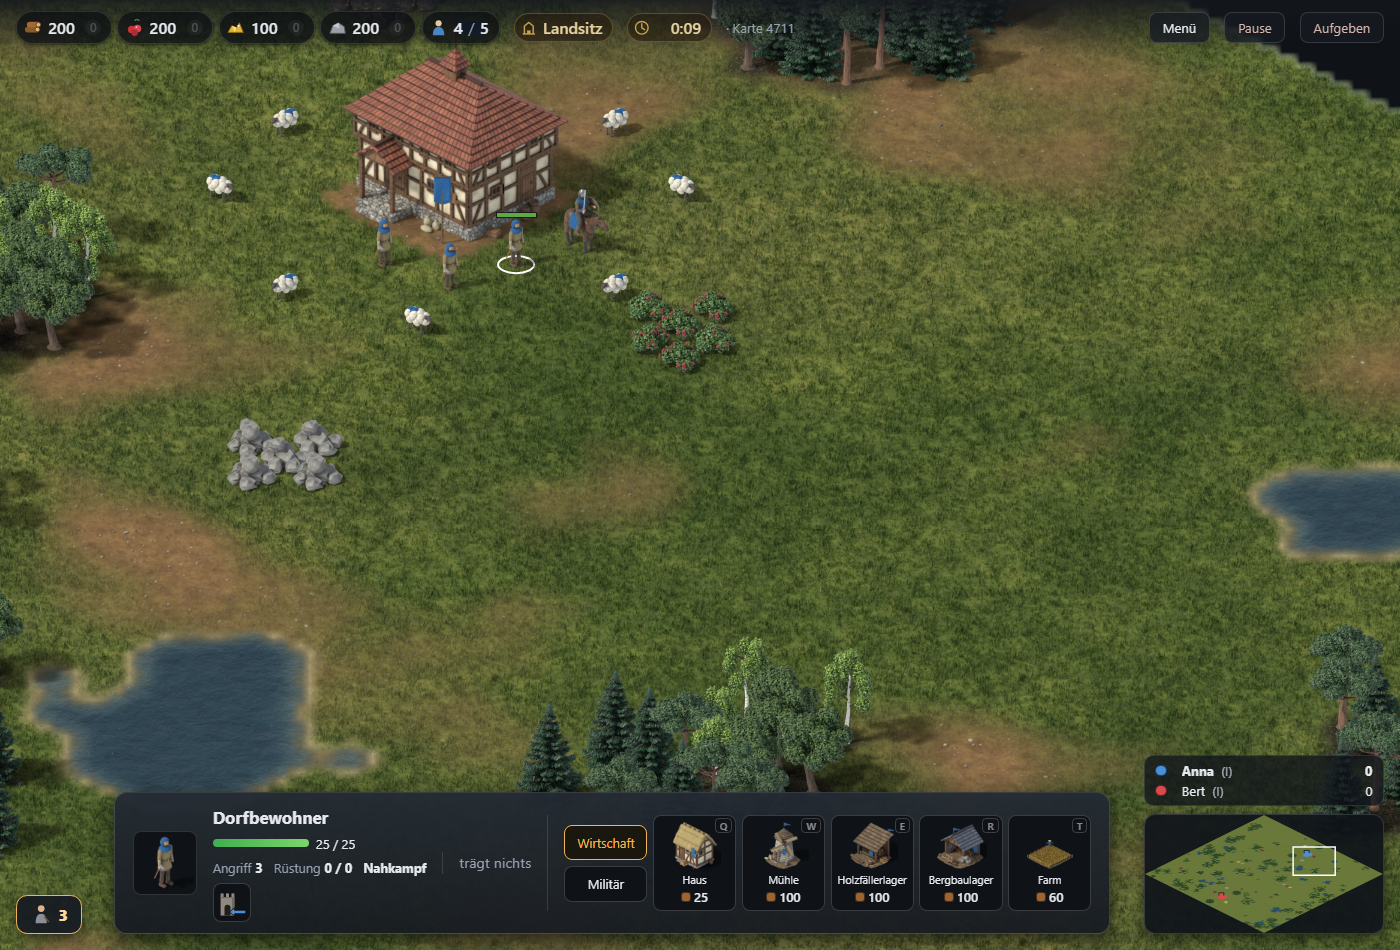 200 0 200 0 100 0 200 0 4 / 5 Landsitz 0:09 · Karte 4711 Menü Pause Aufgeben
Dorfbewohner
25 / 25
Angriff 3 Rüstung 0 / 0 Nahkampf
trägt nichts
Wirtschaft
Militär
Q W E R T
Haus Mühle Holzfällerlager Bergbaulager Farm
25 100 100 100 60
3
Anna (I) 0
Bert (I) 0